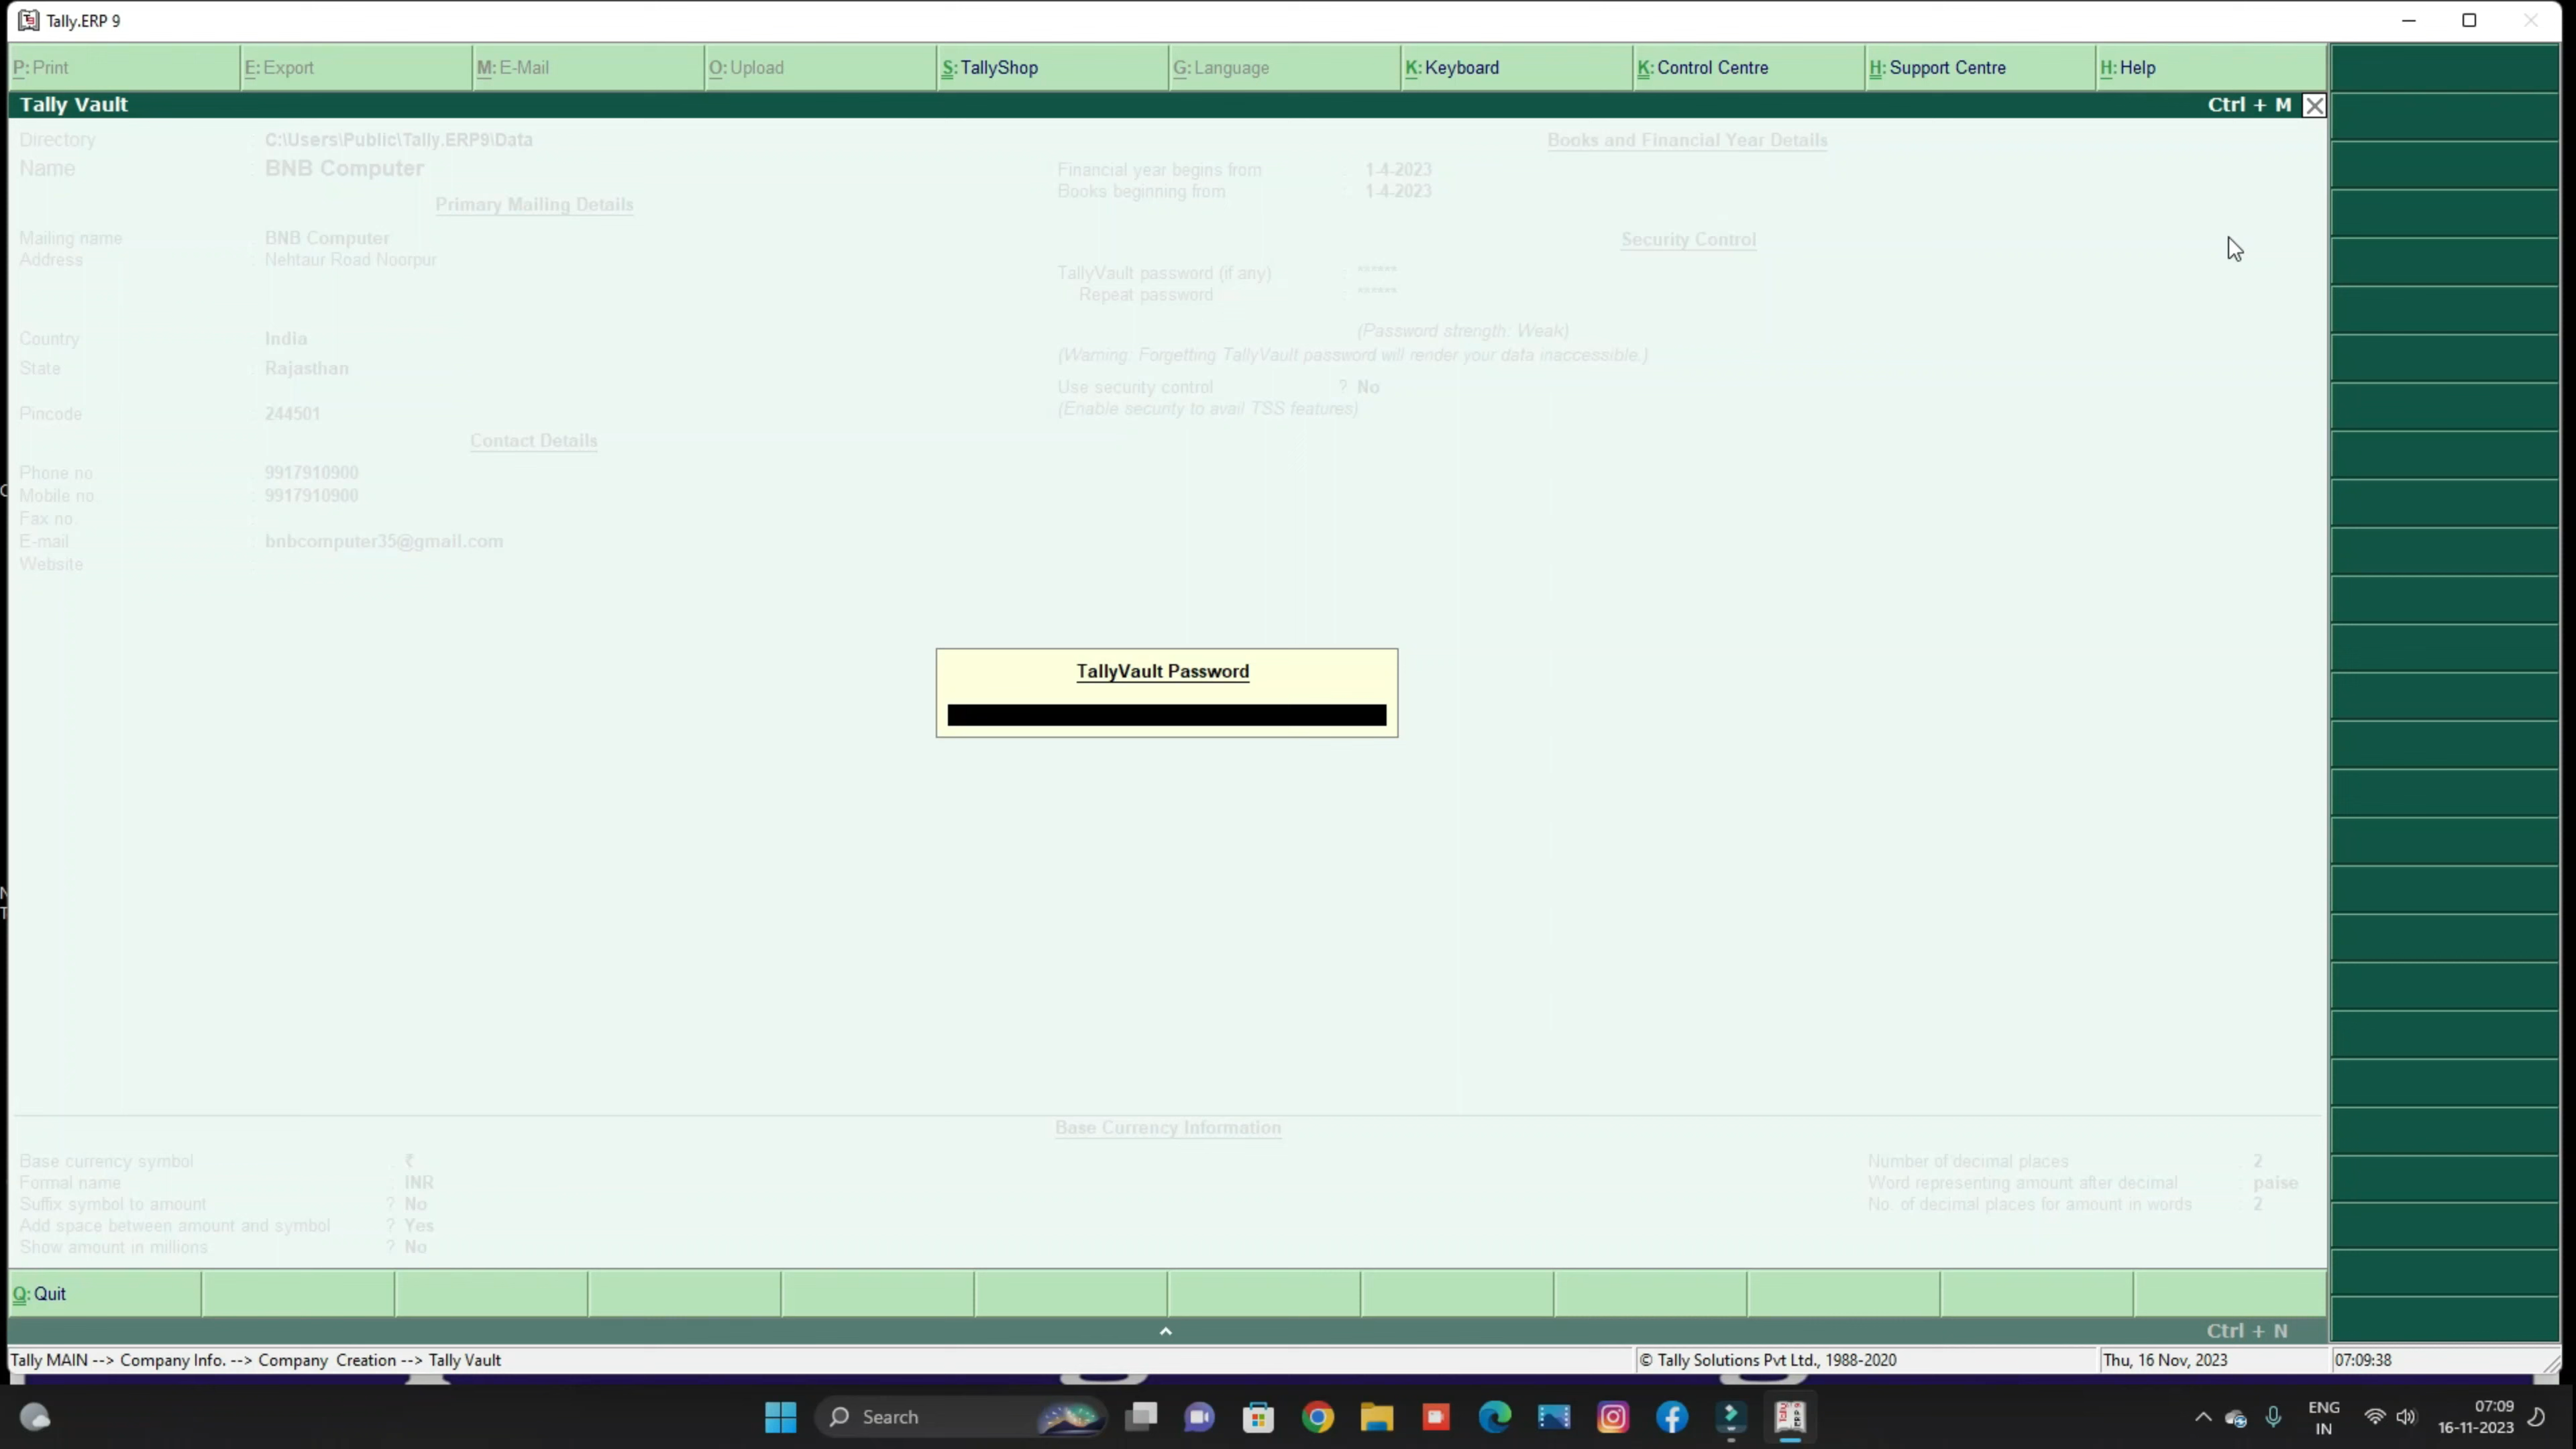 Tally.ERP 9
P: Print
E: Export
M: E-Mail
O: Upload
S: TallyShop
G: Language
K: Keyboard
K: Control Centre
H: Support Centre
H: Help
Tally Vault
Ctrl + M
Directory : C:\Users\Public\Tally.ERP9\Data
Name : BNB Computer
Primary Mailing Details
Mailing name : BNB Computer
Address : Nehtaur Road Noorpur
Country : India
State : Rajasthan
Pincode : 244501
Contact Details
Phone no : 9917910900
Mobile no : 9917910900
Fax no. :
E-mail : bnbcomputer35@gmail.com
Website :
Books and Financial Year Details
Financial year begins from : 1-4-2023
Books beginning from : 1-4-2023
Security Control
TallyVault password (if any) : ******
Repeat password : ******
(Password strength: Weak)
(Warning: Forgetting TallyVault password will render your data inaccessible.)
Use security control ? No
(Enable security to avail TSS features)
TallyVault Password
Base Currency Information
Base currency symbol : ₹
Formal name : INR
Suffix symbol to amount ? No
Add space between amount and symbol ? Yes
Show amount in millions ? No
Number of decimal places : 2
Word representing amount after decimal : paise
No. of decimal places for amount in words : 2
Q: Quit
Ctrl + N
Tally MAIN --> Company Info. --> Company Creation --> Tally Vault
© Tally Solutions Pvt Ltd., 1988-2020
Thu, 16 Nov, 2023
07:09:38
Search
ENG
IN
07:09
16-11-2023